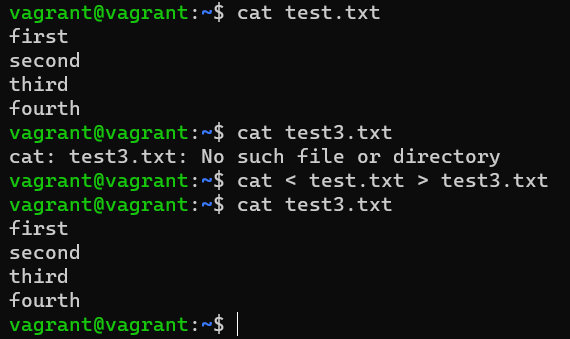 vagrant@vagrant:~$ cat test.txt
first
second
third
fourth
vagrant@vagrant:~$ cat test3.txt
cat: test3.txt: No such file or directory
vagrant@vagrant:~$ cat < test.txt > test3.txt
vagrant@vagrant:~$ cat test3.txt
first
second
third
fourth
vagrant@vagrant:~$